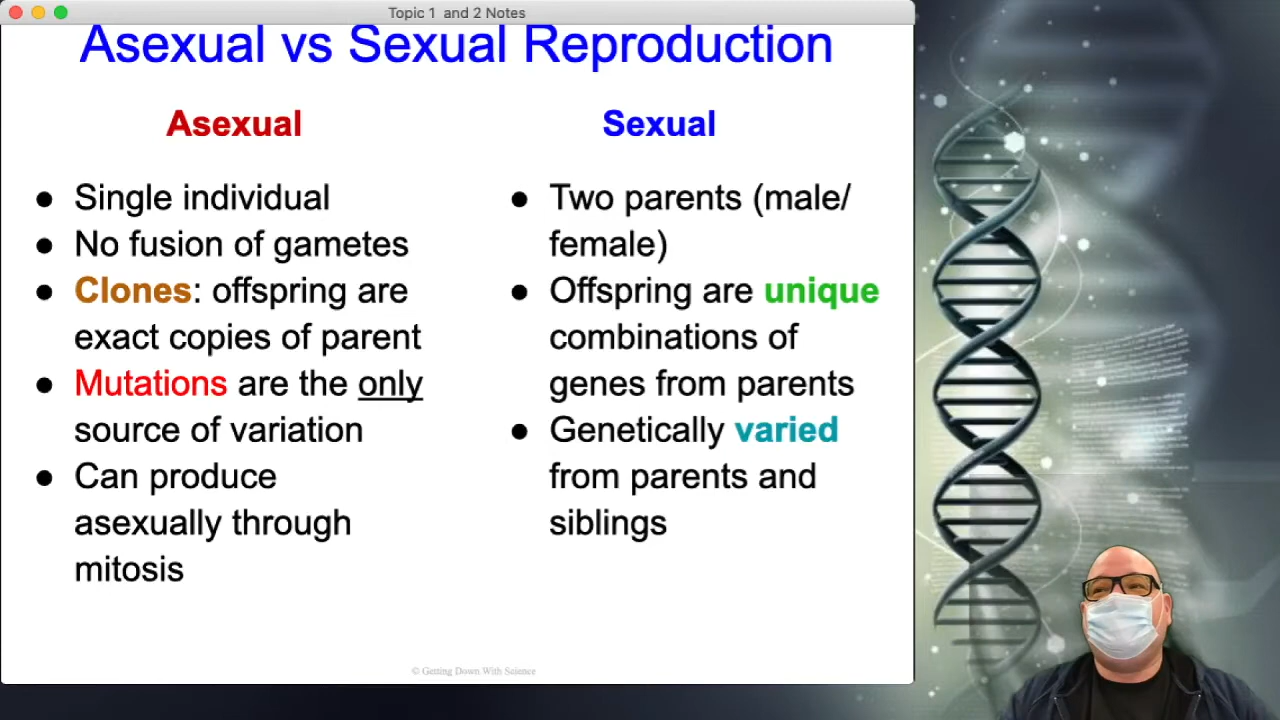 Topic 1 and 2 Notes
Asexual vs Sexual Reproduction
Asexual
● Single individual
● No fusion of gametes
● Clones: offspring are
exact copies of parent
● Mutations are the only
source of variation
● Can produce
asexually through
mitosis
Sexual
● Two parents (male/
female)
● Offspring are unique
combinations of
genes from parents
● Genetically varied
from parents and
siblings
© Getting Down With Science